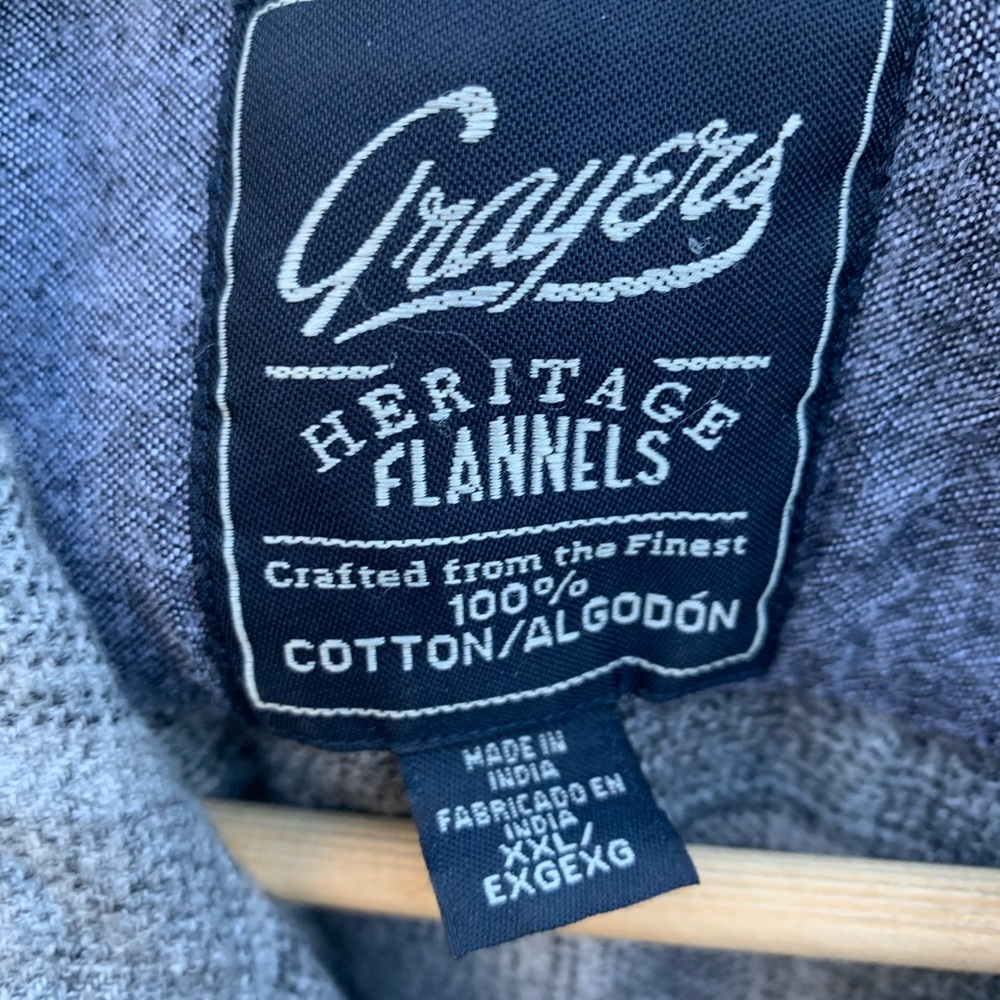 Grayers
HERITAGE
FLANNELS
Crafted from the Finest
100%
COTTON/ALGODÓN
MADE IN
INDIA
FABRICADO EN
INDIA
XXL/
EXGEXG